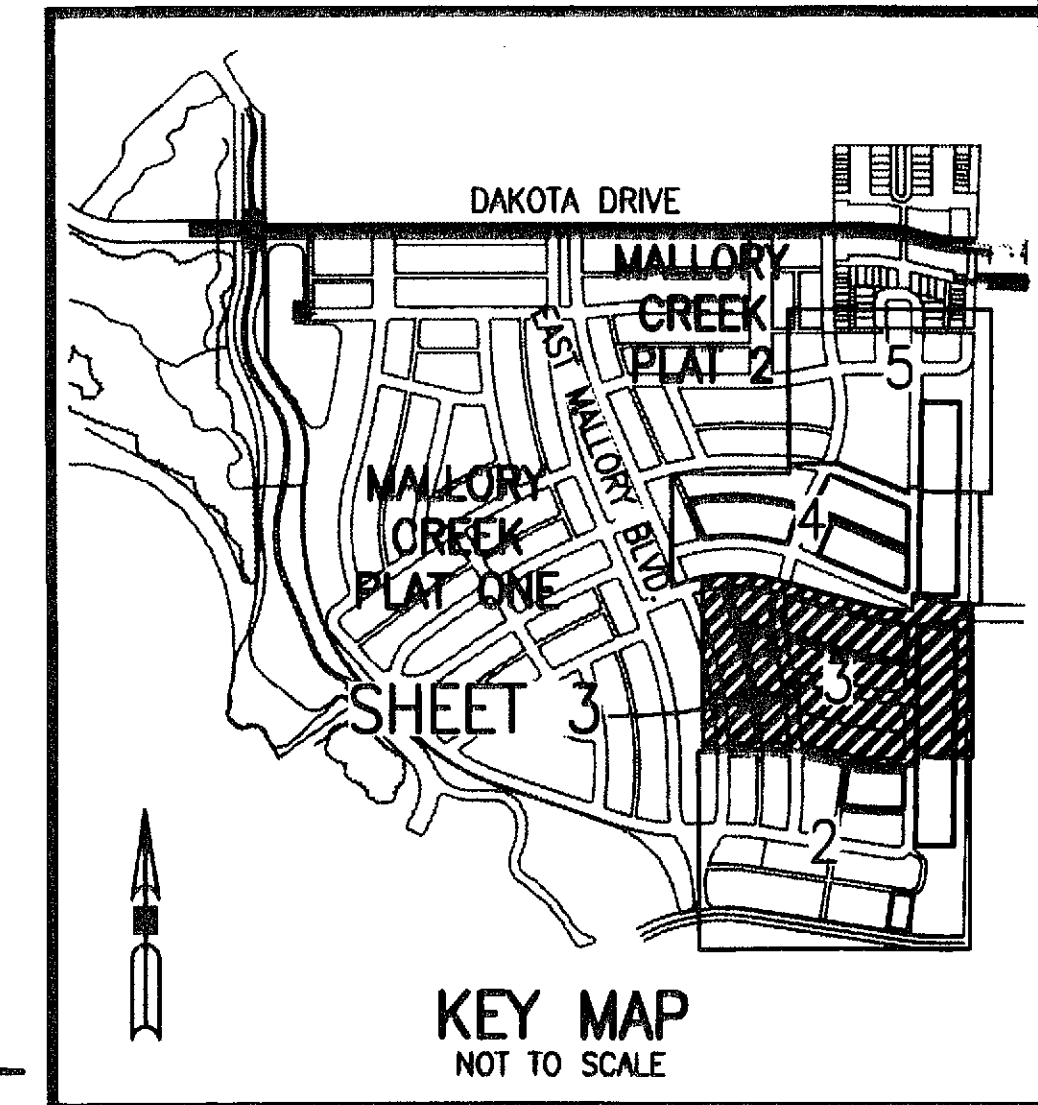 DAKOTA DRIVE
MALLORY
CREEK
PLAT 2
5
EAST MALLORY BLVD.
MALLORY
CREEK
PLAT ONE
4
SHEET 3
3
2
KEY MAP
NOT TO SCALE